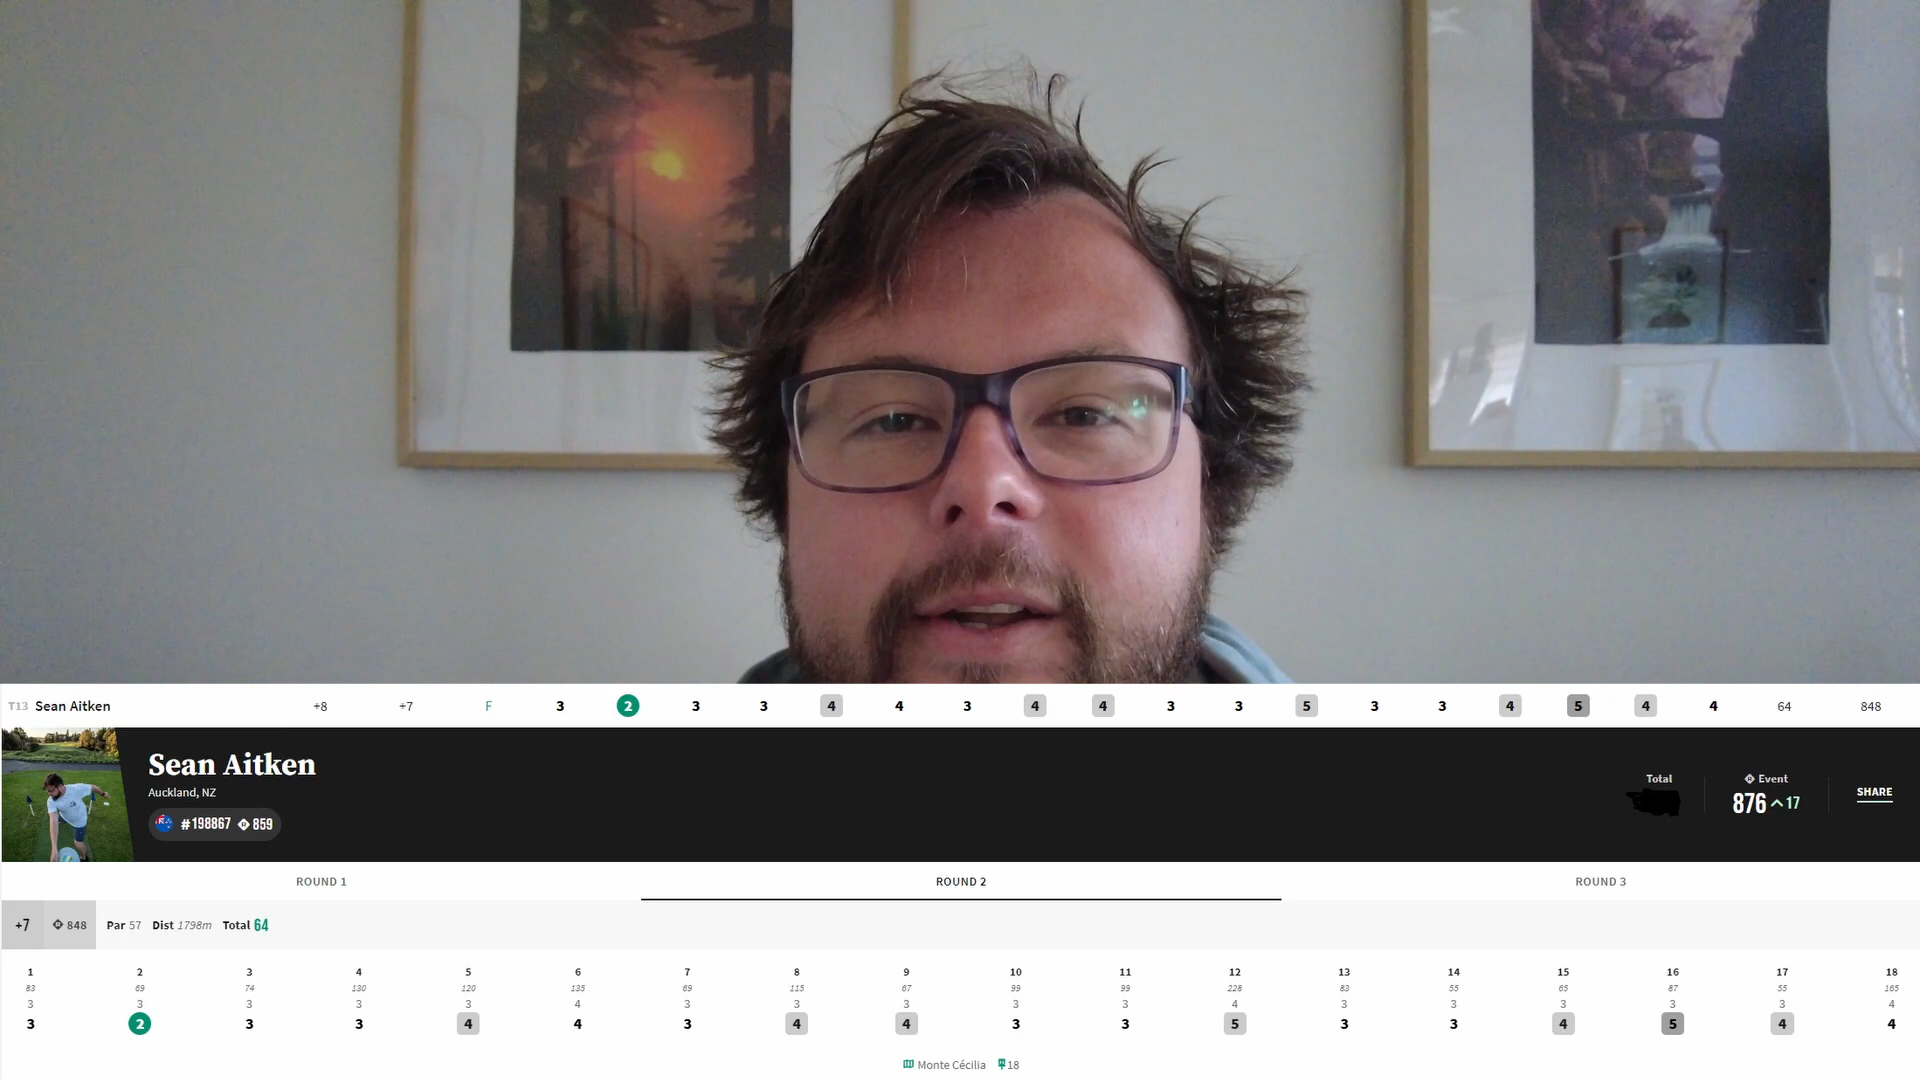 T13 Sean Aitken +8 +7 F 3 2 3 3 4 4 3 4 4 3 3 5 3 3 4 5 4 4 64 848
Sean Aitken
Auckland, NZ
#198867 859
Total
Event
876 17
SHARE
ROUND 1 ROUND 2 ROUND 3
+7 848 Par 57 Dist 1798m Total 64
1 2 3 4 5 6 7 8 9 10 11 12 13 14 15 16 17 18
83 69 74 130 120 135 69 115 67 99 99 228 83 55 65 87 55 165
3 3 3 3 3 4 3 3 3 3 3 4 3 3 3 3 3 4
3 2 3 3 4 4 3 4 4 3 3 5 3 3 4 5 4 4
Monte Cécilia 18